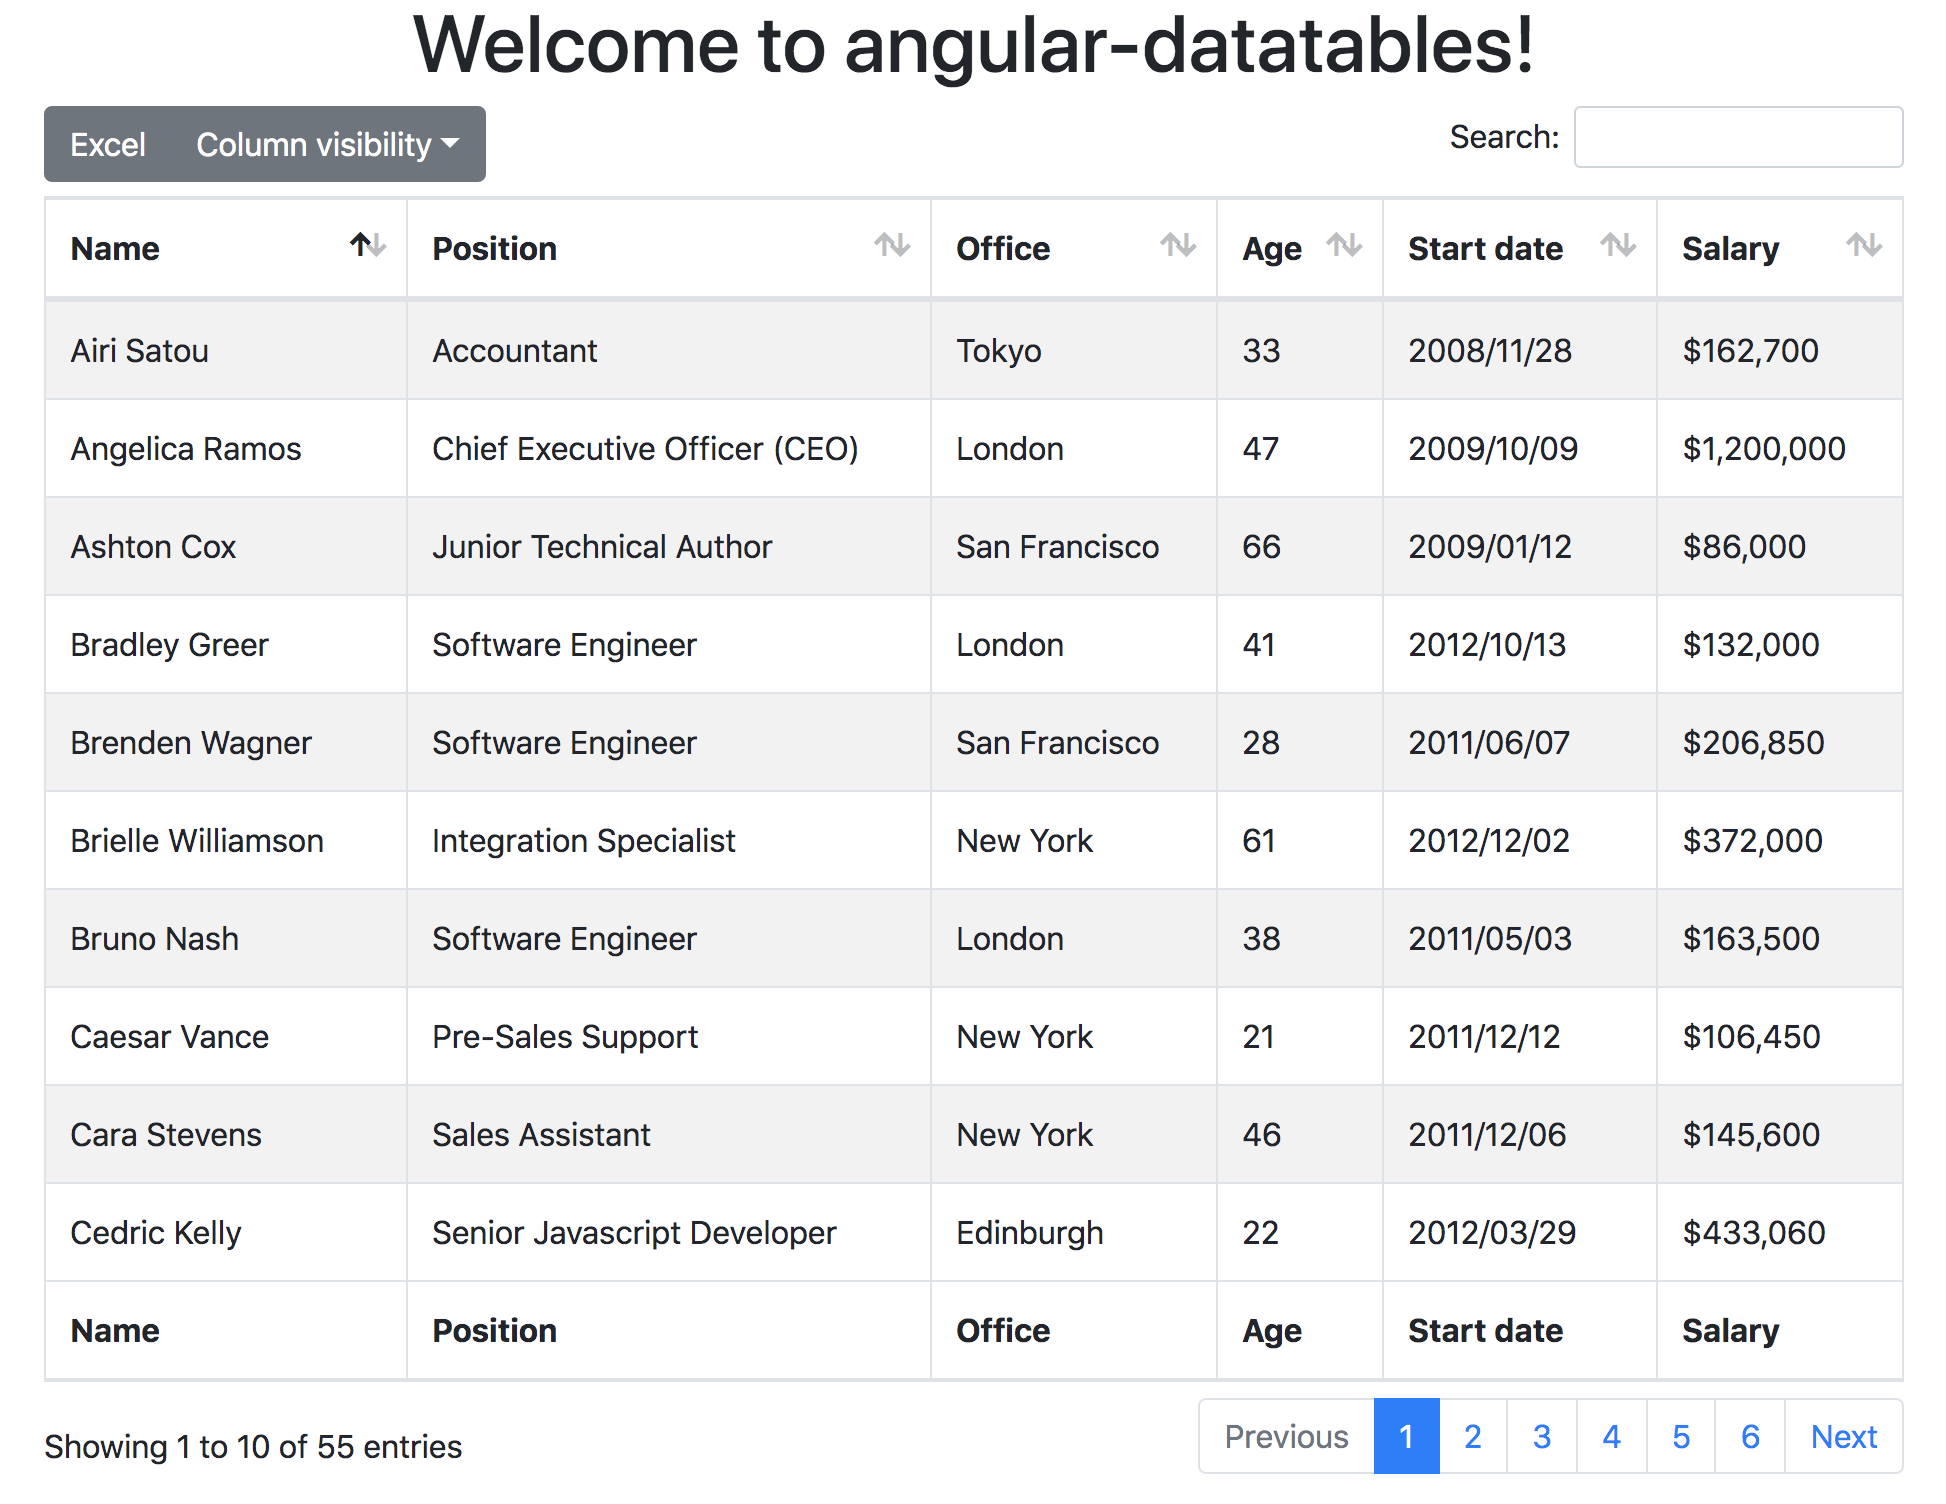 Welcome to angular-datatables!
Excel Column visibility Search:
Name Position Office Age Start date Salary
Airi Satou Accountant Tokyo 33 2008/11/28 $162,700
Angelica Ramos Chief Executive Officer (CEO) London 47 2009/10/09 $1,200,000
Ashton Cox Junior Technical Author San Francisco 66 2009/01/12 $86,000
Bradley Greer Software Engineer London 41 2012/10/13 $132,000
Brenden Wagner Software Engineer San Francisco 28 2011/06/07 $206,850
Brielle Williamson Integration Specialist New York 61 2012/12/02 $372,000
Bruno Nash Software Engineer London 38 2011/05/03 $163,500
Caesar Vance Pre-Sales Support New York 21 2011/12/12 $106,450
Cara Stevens Sales Assistant New York 46 2011/12/06 $145,600
Cedric Kelly Senior Javascript Developer Edinburgh 22 2012/03/29 $433,060
Name Position Office Age Start date Salary
Showing 1 to 10 of 55 entries Previous 1 2 3 4 5 6 Next